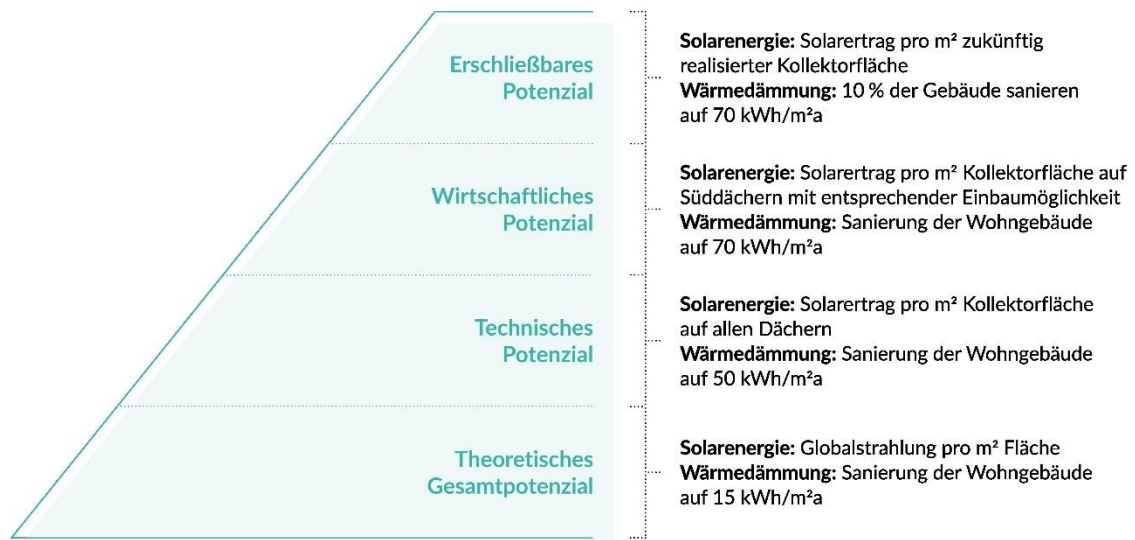 Erschließbares
Potenzial
Solarenergie: Solarertrag pro m² zukünftig
realisierter Kollektorfläche
Wärmedämmung: 10 % der Gebäude sanieren
auf 70 kWh/m²a
Wirtschaftliches
Potenzial
Solarenergie: Solarertrag pro m² Kollektorfläche auf
Süddächern mit entsprechender Einbaumöglichkeit
Wärmedämmung: Sanierung der Wohngebäude
auf 70 kWh/m²a
Technisches
Potenzial
Solarenergie: Solarertrag pro m² Kollektorfläche
auf allen Dächern
Wärmedämmung: Sanierung der Wohngebäude
auf 50 kWh/m²a
Theoretisches
Gesamtpotenzial
Solarenergie: Globalstrahlung pro m² Fläche
Wärmedämmung: Sanierung der Wohngebäude
auf 15 kWh/m²a